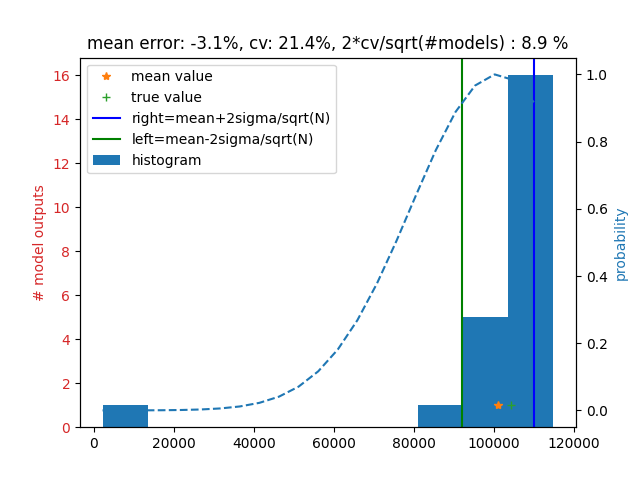 mean error: -3.1%, cv: 21.4%, 2*cv/sqrt(#models) : 8.9 %
mean value
true value
right=mean+2sigma/sqrt(N)
left=mean-2sigma/sqrt(N)
histogram
# model outputs
16
14
12
10
8
6
4
2
0
0
20000
40000
60000
80000
100000
120000
1.0
0.8
0.6
0.4
0.2
0.0
probability